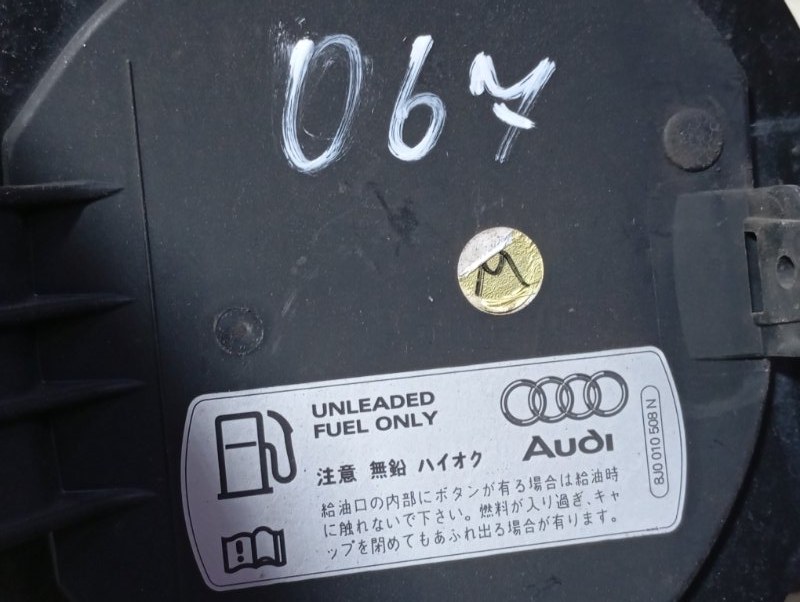 067
M
UNLEADED
FUEL ONLY
Audi
8J0 010 508 N
注意 無鉛 ハイオク
給油口の内部にボタンが有る場合は給油時
に触れないで下さい。燃料が入り過ぎ、キャ
ップを閉めてもあふれ出る場合が有ります。